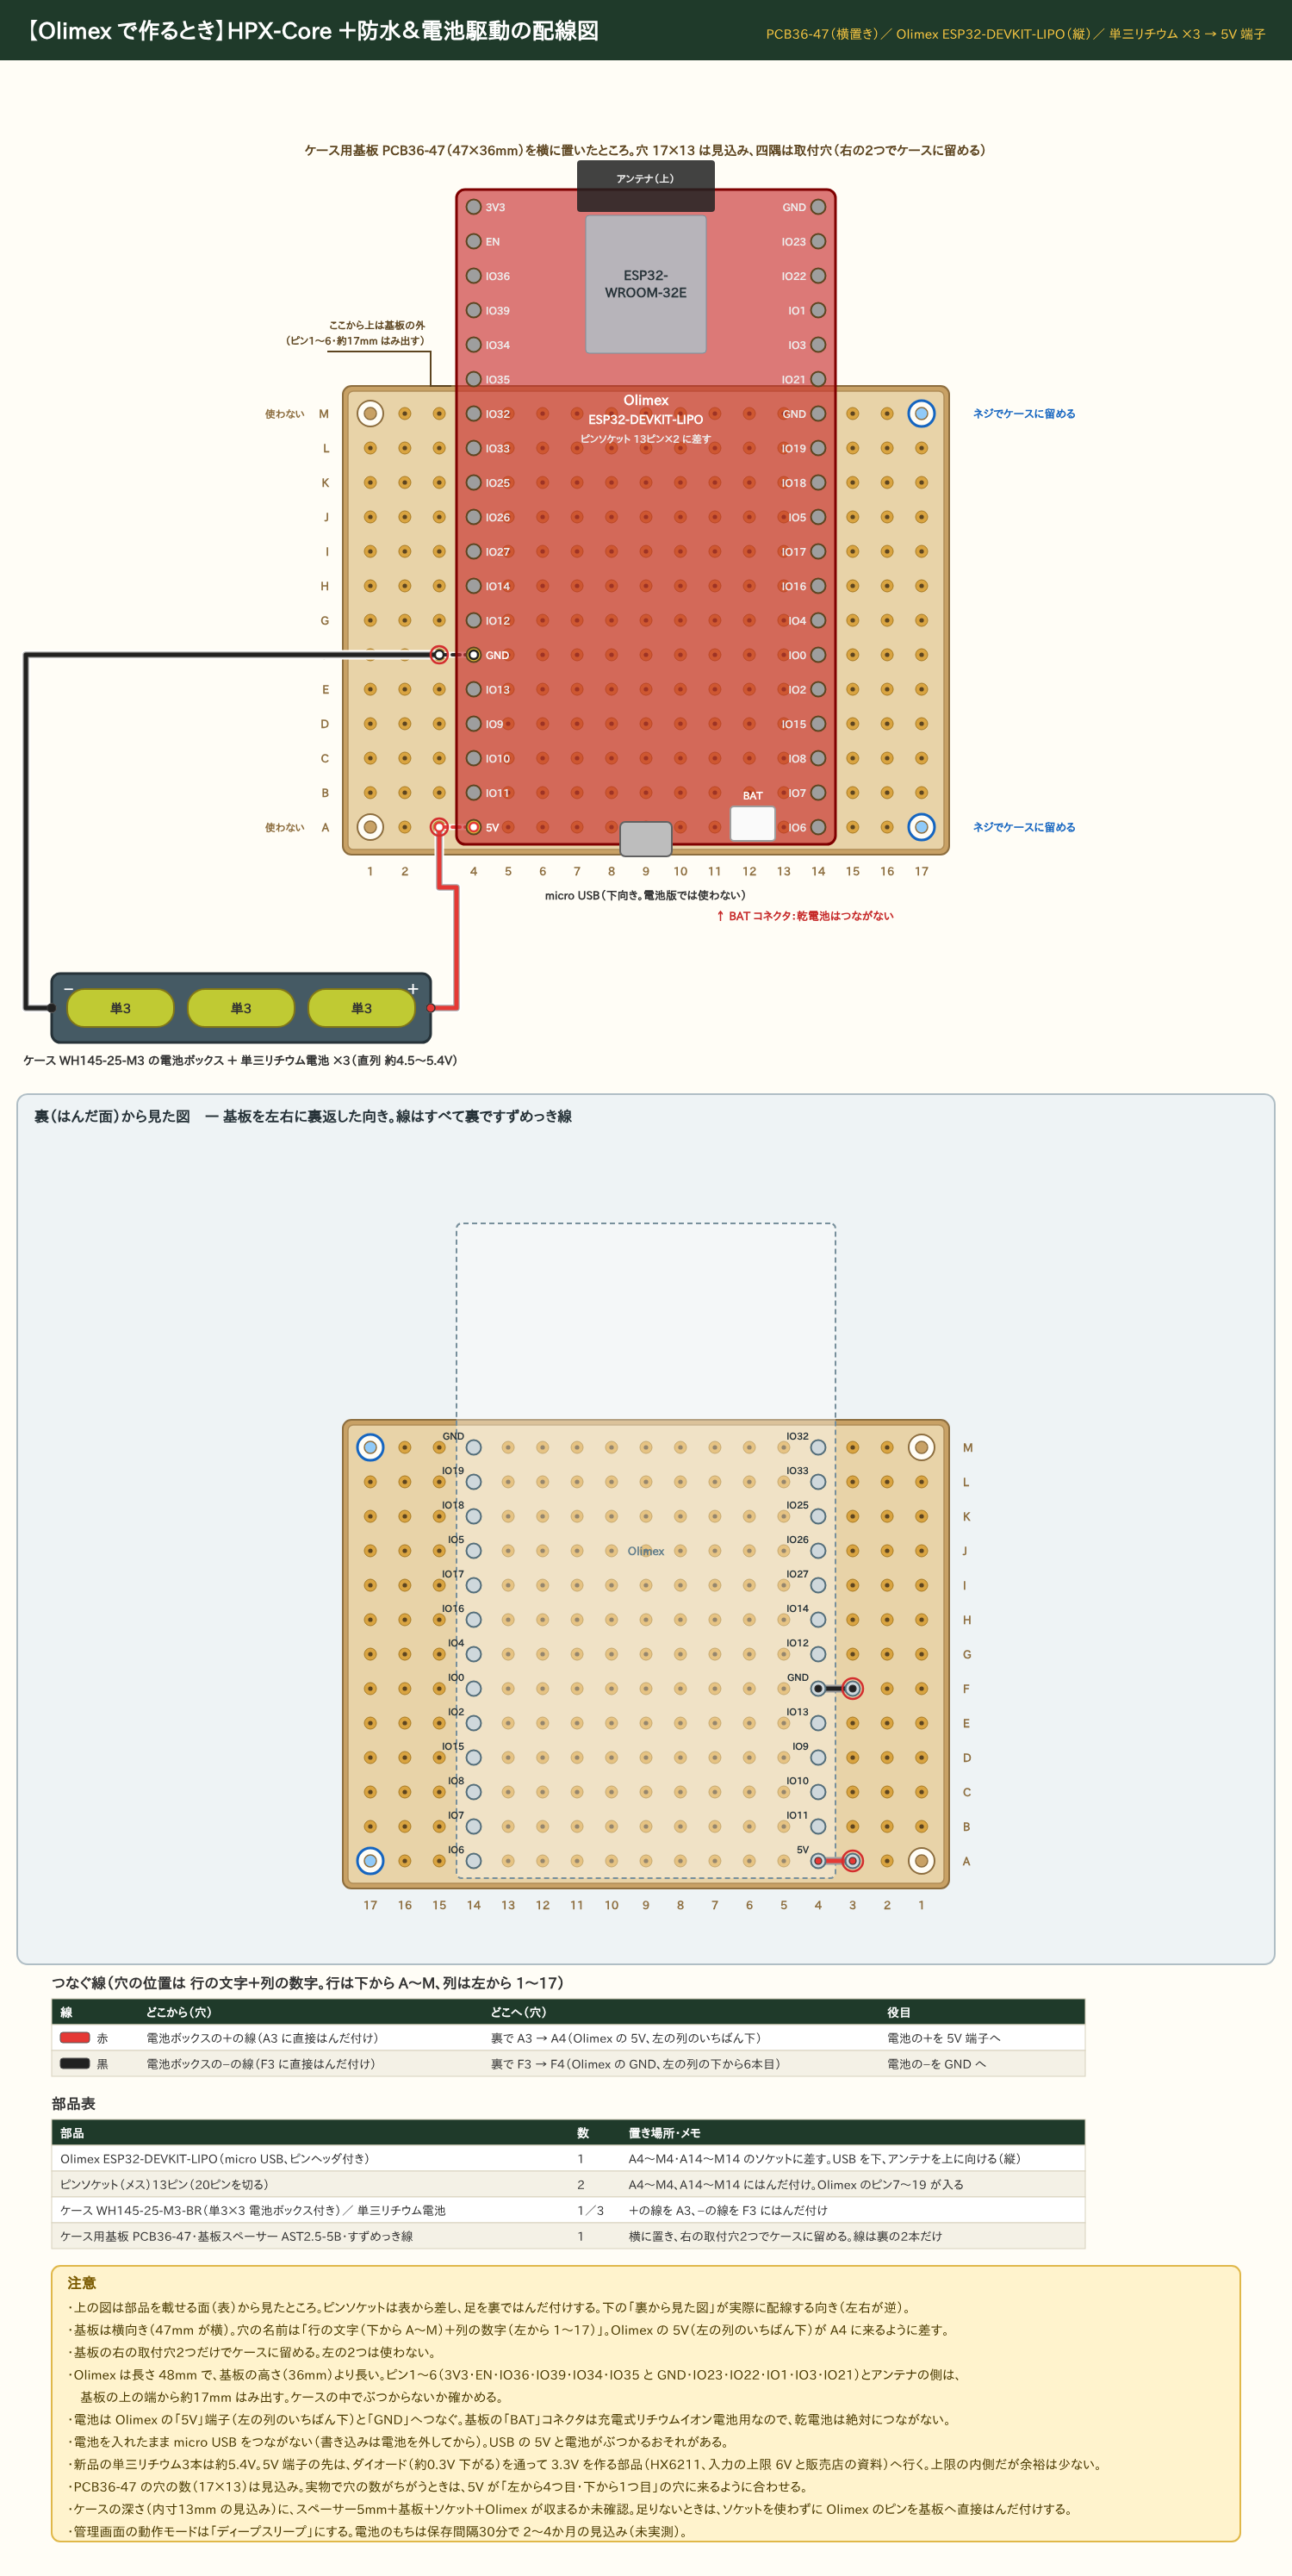 【Olimex で作るとき】HPX-Core ＋防水＆電池駆動の配線図
PCB36-47（横置き）／ Olimex ESP32-DEVKIT-LIPO（縦）／ 単三リチウム ×3 → 5V 端子
ケース用基板 PCB36-47（47×36mm）を横に置いたところ。穴 17×13 は見込み、四隅は取付穴（右の2つでケースに留める）
アンテナ（上）
3V3 GND
EN IO23
IO36 IO22
ESP32-
WROOM-32E
IO39 IO1
ここから上は基板の外
（ピン1〜6・約17mm はみ出す）
IO34 IO3
IO35 IO21
Olimex
使わない M IO32 GND ネジでケースに留める
ESP32-DEVKIT-LIPO
ピンソケット 13ピン×2 に差す
L IO33 IO19
K IO25 IO18
J IO26 IO5
I IO27 IO17
H IO14 IO16
G IO12 IO4
GND IO0
E IO13 IO2
D IO9 IO15
C IO10 IO8
B IO11 IO7
BAT
使わない A 5V IO6 ネジでケースに留める
1 2 4 5 6 7 8 9 10 11 12 13 14 15 16 17
micro USB（下向き。電池版では使わない）
↑ BAT コネクタ：乾電池はつながない
− ＋
単3 単3 単3
ケース WH145-25-M3 の電池ボックス ＋ 単三リチウム電池 ×3（直列 約4.5〜5.4V）
裏（はんだ面）から見た図　— 基板を左右に裏返した向き。線はすべて裏ですずめっき線
GND IO32 M
IO19 IO33 L
IO18 IO25 K
IO5 IO26 J
Olimex
IO17 IO27 I
IO16 IO14 H
IO4 IO12 G
IO0 GND F
IO2 IO13 E
IO15 IO9 D
IO8 IO10 C
IO7 IO11 B
IO6 5V A
17 16 15 14 13 12 11 10 9 8 7 6 5 4 3 2 1
つなぐ線（穴の位置は 行の文字＋列の数字。行は下から A〜M、列は左から 1〜17）
線 どこから（穴） どこへ（穴） 役目
赤 電池ボックスの＋の線（A3 に直接はんだ付け） 裏で A3 → A4（Olimex の 5V、左の列のいちばん下） 電池の＋を 5V 端子へ
黒 電池ボックスの−の線（F3 に直接はんだ付け） 裏で F3 → F4（Olimex の GND、左の列の下から6本目） 電池の−を GND へ
部品表
部品 数 置き場所・メモ
Olimex ESP32-DEVKIT-LIPO（micro USB、ピンヘッダ付き） 1 A4〜M4・A14〜M14 のソケットに差す。USB を下、アンテナを上に向ける（縦）
ピンソケット（メス）13ピン（20ピンを切る） 2 A4〜M4、A14〜M14 にはんだ付け。Olimex のピン7〜19 が入る
ケース WH145-25-M3-BR（単3×3 電池ボックス付き）／ 単三リチウム電池 1／3 ＋の線を A3、−の線を F3 にはんだ付け
ケース用基板 PCB36-47・基板スペーサー AST2.5-5B・すずめっき線 1 横に置き、右の取付穴2つでケースに留める。線は裏の2本だけ
注意
・上の図は部品を載せる面（表）から見たところ。ピンソケットは表から差し、足を裏ではんだ付けする。下の「裏から見た図」が実際に配線する向き（左右が逆）。
・基板は横向き（47mm が横）。穴の名前は「行の文字（下から A〜M）＋列の数字（左から 1〜17）」。Olimex の 5V（左の列のいちばん下）が A4 に来るように差す。
・基板の右の取付穴2つだけでケースに留める。左の2つは使わない。
・Olimex は長さ 48mm で、基板の高さ（36mm）より長い。ピン1〜6（3V3・EN・IO36・IO39・IO34・IO35 と GND・IO23・IO22・IO1・IO3・IO21）とアンテナの側は、
基板の上の端から約17mm はみ出す。ケースの中でぶつからないか確かめる。
・電池は Olimex の「5V」端子（左の列のいちばん下）と「GND」へつなぐ。基板の「BAT」コネクタは充電式リチウムイオン電池用なので、乾電池は絶対につながない。
・電池を入れたまま micro USB をつながない（書き込みは電池を外してから）。USB の 5V と電池がぶつかるおそれがある。
・新品の単三リチウム3本は約5.4V。5V 端子の先は、ダイオード（約0.3V 下がる）を通って 3.3V を作る部品（HX6211、入力の上限 6V と販売店の資料）へ行く。上限の内側だが余裕は少ない。
・PCB36-47 の穴の数（17×13）は見込み。実物で穴の数がちがうときは、5V が「左から4つ目・下から1つ目」の穴に来るように合わせる。
・ケースの深さ（内寸13mm の見込み）に、スペーサー5mm＋基板＋ソケット＋Olimex が収まるか未確認。足りないときは、ソケットを使わずに Olimex のピンを基板へ直接はんだ付けする。
・管理画面の動作モードは「ディープスリープ」にする。電池のもちは保存間隔30分で 2〜4か月の見込み（未実測）。